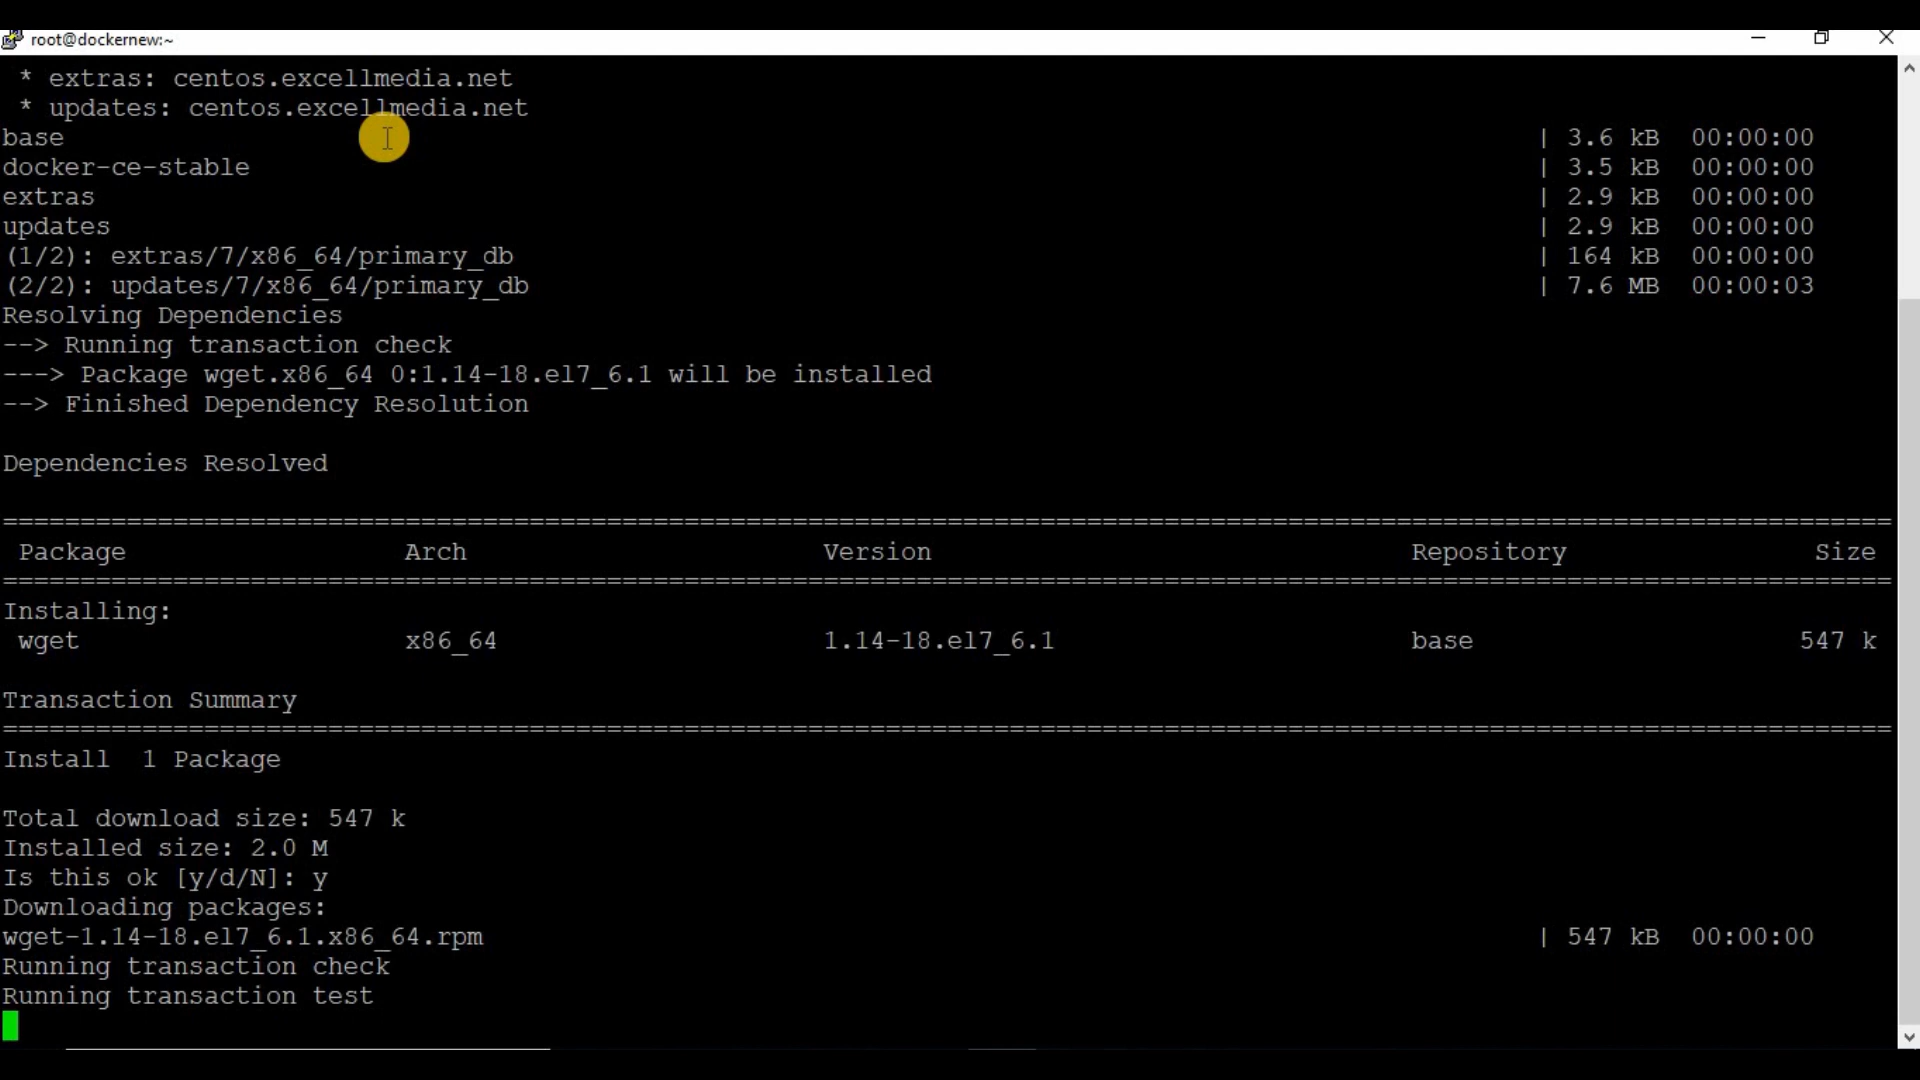 root@dockernew:~
* extras: centos.excellmedia.net
* updates: centos.excellmedia.net
base | 3.6 kB 00:00:00
docker-ce-stable | 3.5 kB 00:00:00
extras | 2.9 kB 00:00:00
updates | 2.9 kB 00:00:00
(1/2): extras/7/x86_64/primary_db | 164 kB 00:00:00
(2/2): updates/7/x86_64/primary_db | 7.6 MB 00:00:03
Resolving Dependencies
--> Running transaction check
---> Package wget.x86_64 0:1.14-18.el7_6.1 will be installed
--> Finished Dependency Resolution
Dependencies Resolved
================================================================================
Package Arch Version Repository Size
================================================================================
Installing:
wget x86_64 1.14-18.el7_6.1 base 547 k
Transaction Summary
================================================================================
Install 1 Package
Total download size: 547 k
Installed size: 2.0 M
Is this ok [y/d/N]: y
Downloading packages:
wget-1.14-18.el7_6.1.x86_64.rpm | 547 kB 00:00:00
Running transaction check
Running transaction test